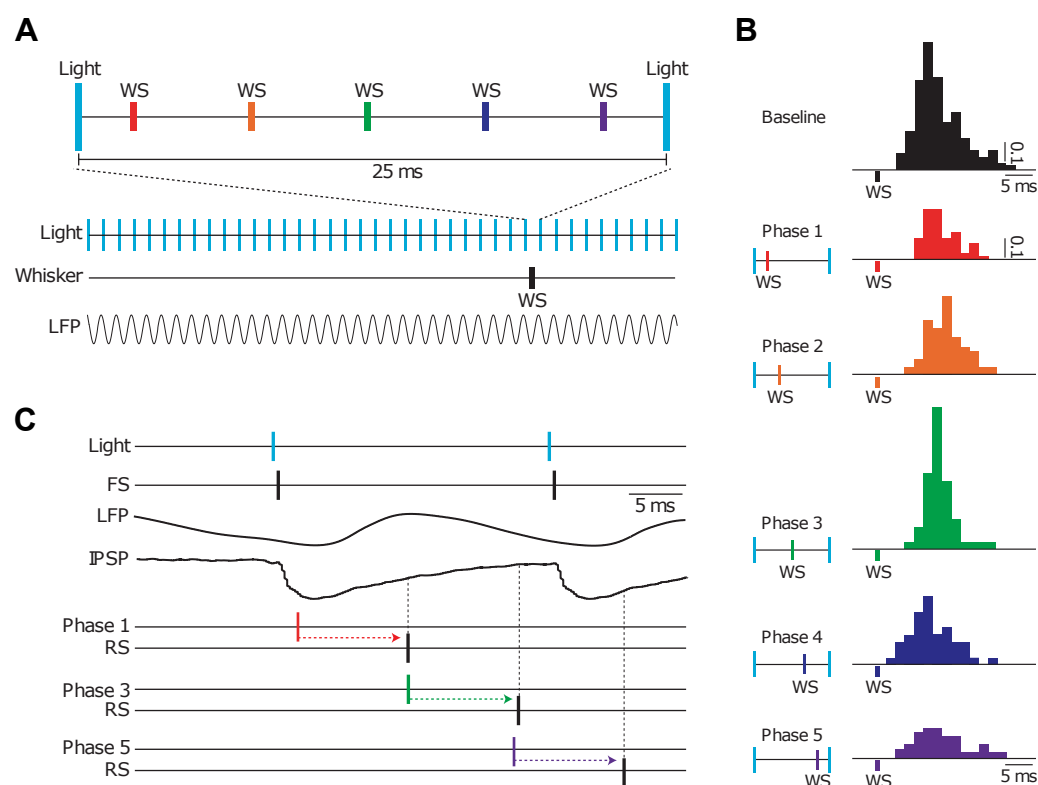 A
Light
Light
WS
WS
WS
WS
WS
25 ms
Light
Whisker
WS
LFP
B
Baseline
WS
0.1
5 ms
Phase 1
WS
WS
0.1
Phase 2
WS
WS
Phase 3
WS
WS
Phase 4
WS
WS
Phase 5
WS
WS
5 ms
C
Light
FS
5 ms
LFP
IPSP
Phase 1
RS
Phase 3
RS
Phase 5
RS